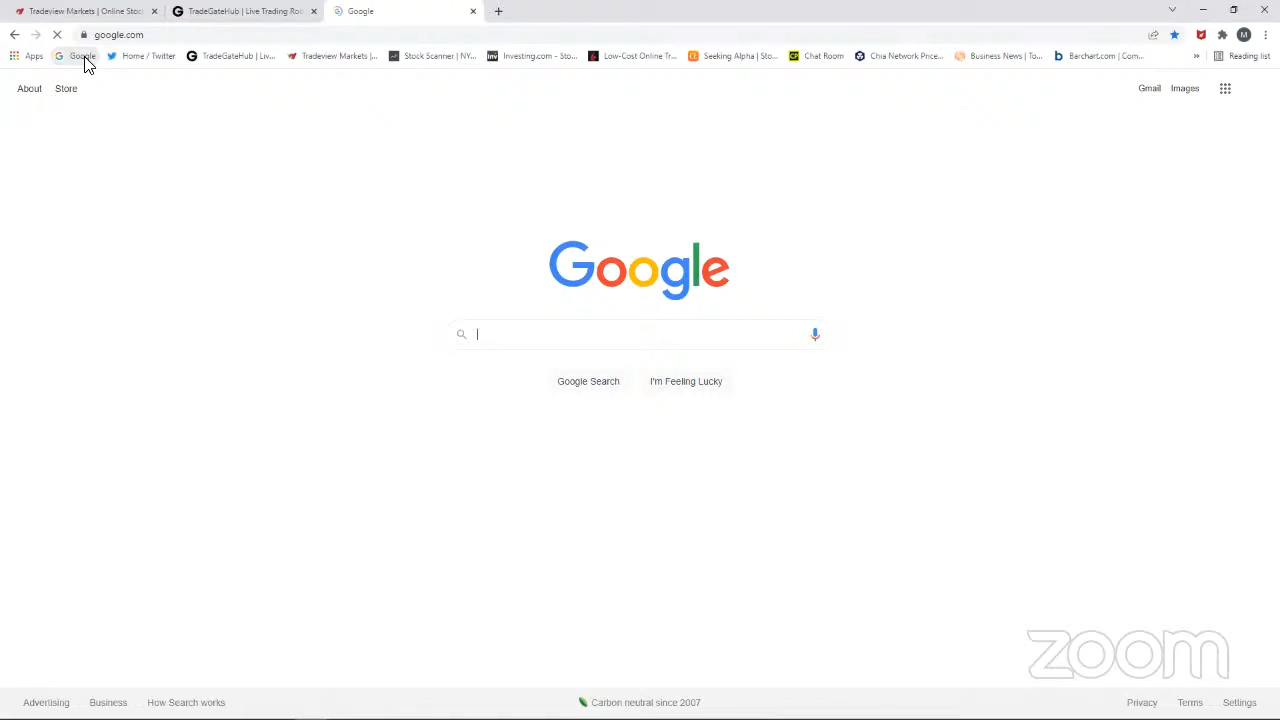 Tradeview Markets | Online Stoc
TradeGateHub | Live Trading Ro
Google
google.com
M
Apps
Google
Home / Twitter
TradeGateHub | Liv...
Tradeview Markets |...
Stock Scanner | NY...
inv
Investing.com - Sto...
Low-Cost Online Tr...
Seeking Alpha | Sto...
Chat Room
Chia Network Price...
Business News | To...
b
Barchart.com | Com...
»
Reading list
About
Store
Gmail
Images
Google
Google Search
I'm Feeling Lucky
zoom
Advertising
Business
How Search works
Carbon neutral since 2007
Privacy
Terms
Settings